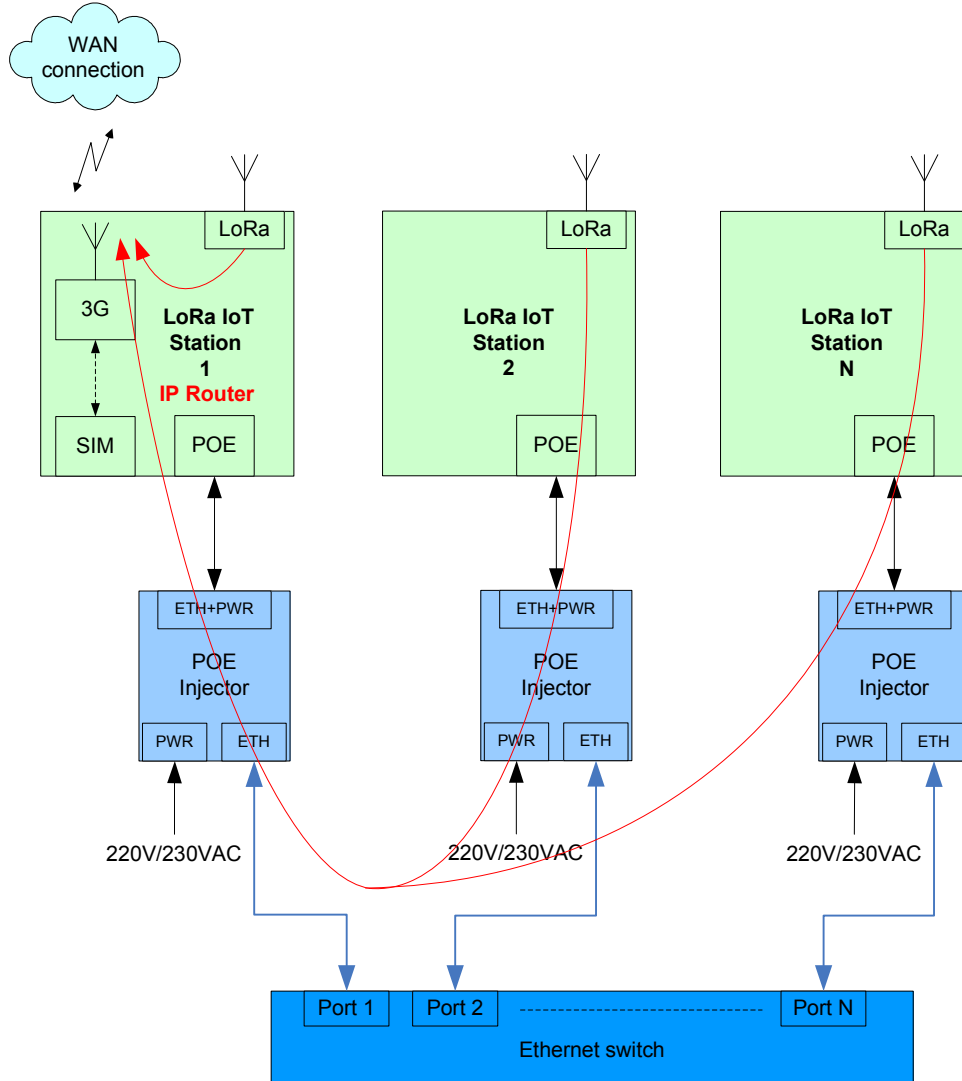 WAN
connection
LoRa
LoRa
LoRa
3G
LoRa IoT
Station
1
IP Router
LoRa IoT
Station
2
LoRa IoT
Station
N
SIM
POE
POE
POE
ETH+PWR
ETH+PWR
ETH+PWR
POE
Injector
POE
Injector
POE
Injector
PWR
ETH
PWR
ETH
PWR
ETH
220V/230VAC
220V/230VAC
220V/230VAC
Port 1
Port 2
Port N
Ethernet switch